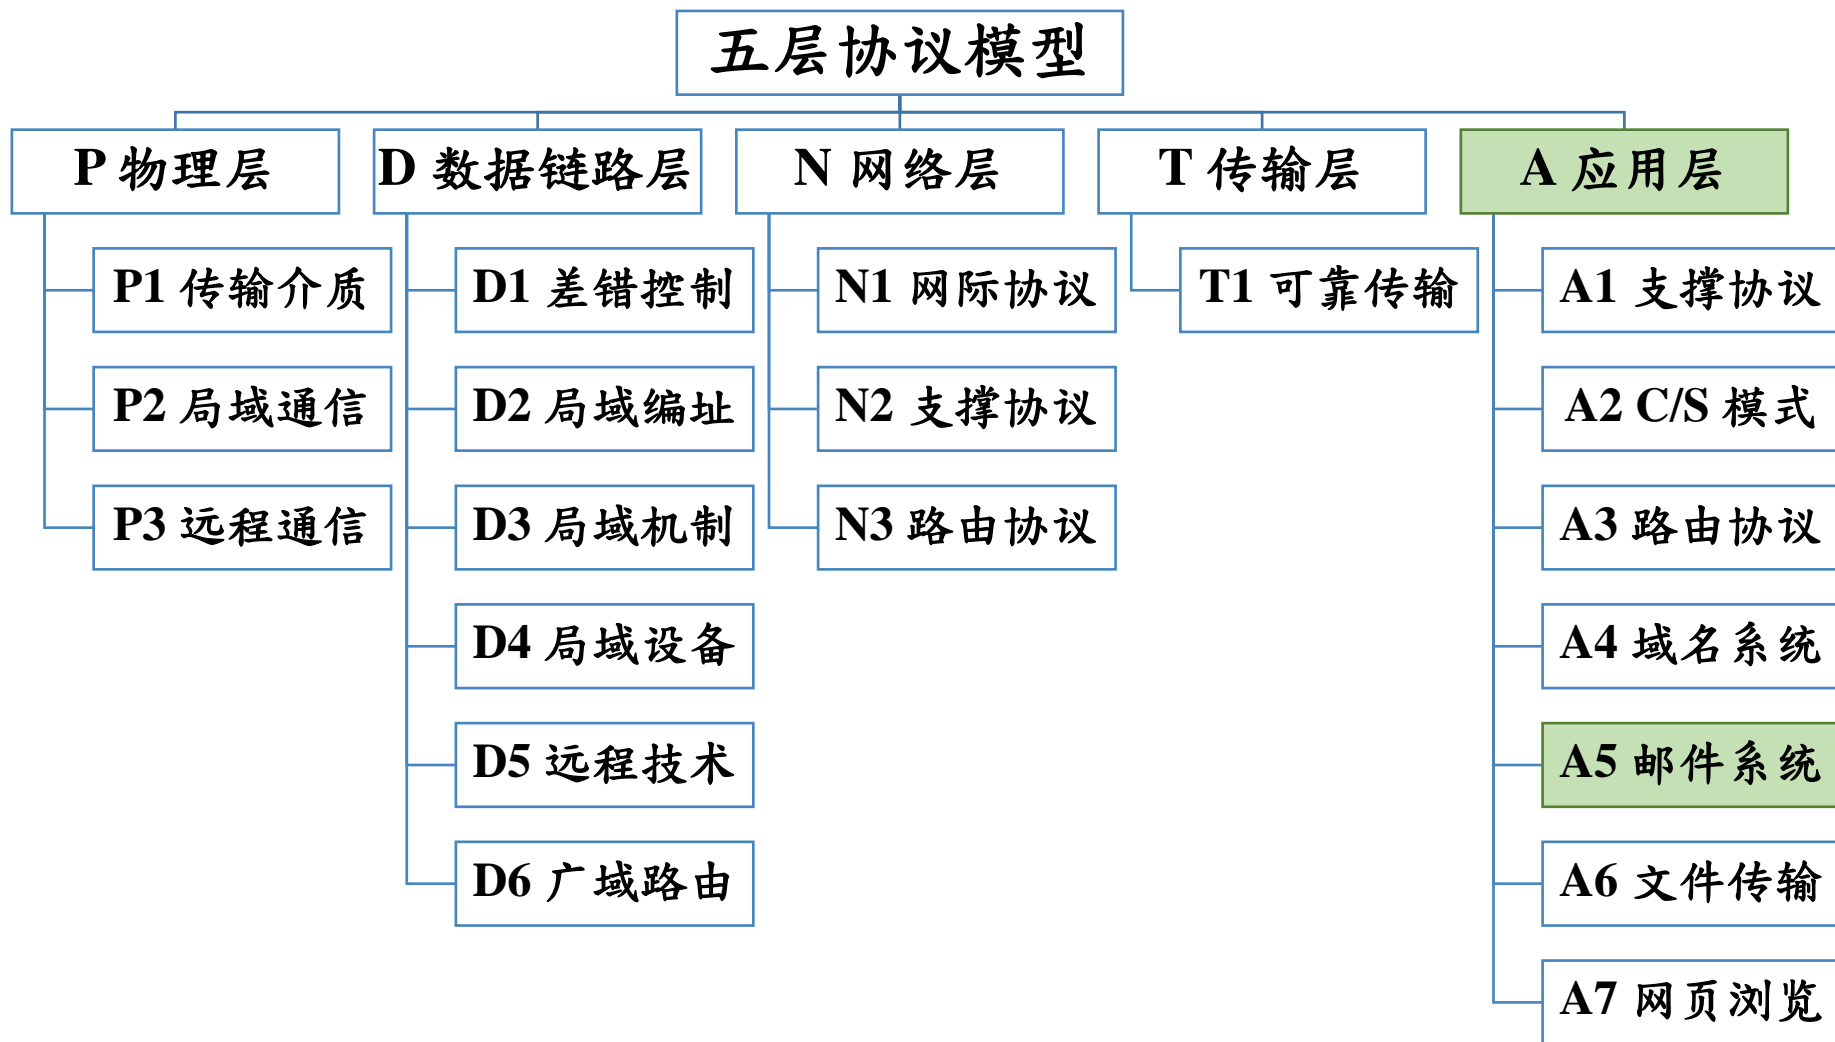 五层协议模型
P 物理层
P1 传输介质
P2 局域通信
P3 远程通信
D 数据链路层
D1 差错控制
D2 局域编址
D3 局域机制
D4 局域设备
D5 远程技术
D6 广域路由
N 网络层
N1 网际协议
N2 支撑协议
N3 路由协议
T 传输层
T1 可靠传输
A 应用层
A1 支撑协议
A2 C/S 模式
A3 路由协议
A4 域名系统
A5 邮件系统
A6 文件传输
A7 网页浏览